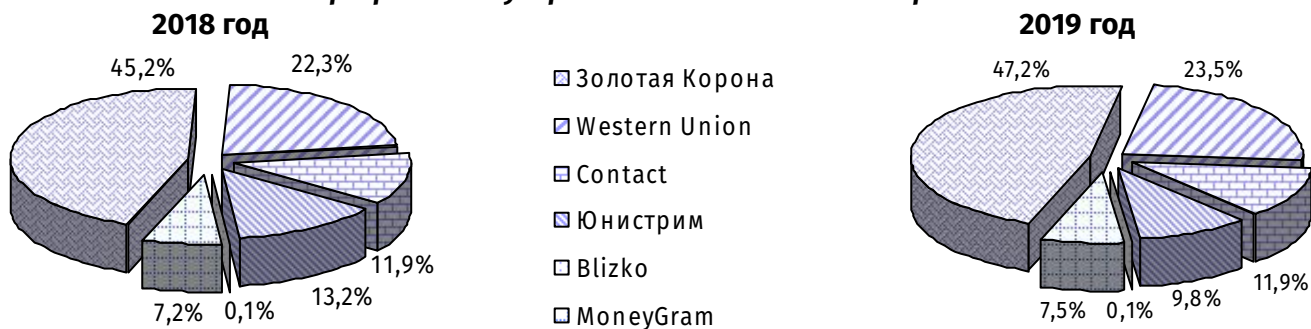 2018 год
45,2%
22,3%
11,9%
13,2%
0,1%
7,2%
Золотая Корона
Western Union
Contact
Юнистрим
Blizko
MoneyGram
2019 год
47,2%
23,5%
11,9%
9,8%
0,1%
7,5%